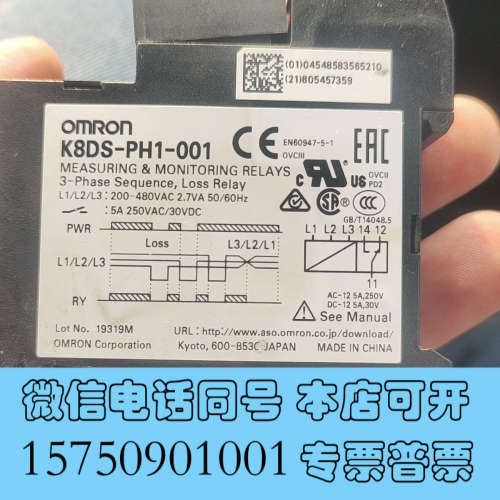 (01)04548583565210
(21)805457359
OMRON
K8DS-PH1-001
CE
EN60947-5-1
OVCIII
EAC
MEASURING & MONITORING RELAYS
3-Phase Sequence, Loss Relay
L1/L2/L3 : 200-480VAC 2.7VA 50/60Hz
: 5A 250VAC/30VDC
c UL US
OVCII
PD2
CCC
GB/T14048.5
PWR
Loss
L3/L2/L1
L1/L2/L3
RY
L1 L2 L3 14 12
11
AC-12 5A,250V
DC-12 5A,30V
See Manual
Lot No. 19319M
URL: http://www.aso.omron.co.jp/download/
OMRON Corporation
Kyoto, 600-8530 JAPAN
MADE IN CHINA
微信电话同号 本店可开
15750901001 专票普票